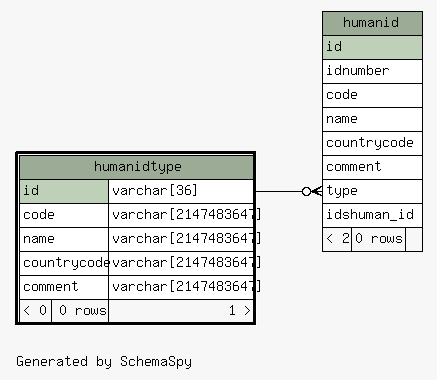 humanid
id
idnumber
code
name
countrycode
comment
type
idshuman_id
< 2 0 rows
humanidtype
id varchar[36]
code varchar[2147483647]
name varchar[2147483647]
countrycode varchar[2147483647]
comment varchar[2147483647]
< 0 0 rows 1 >
Generated by SchemaSpy